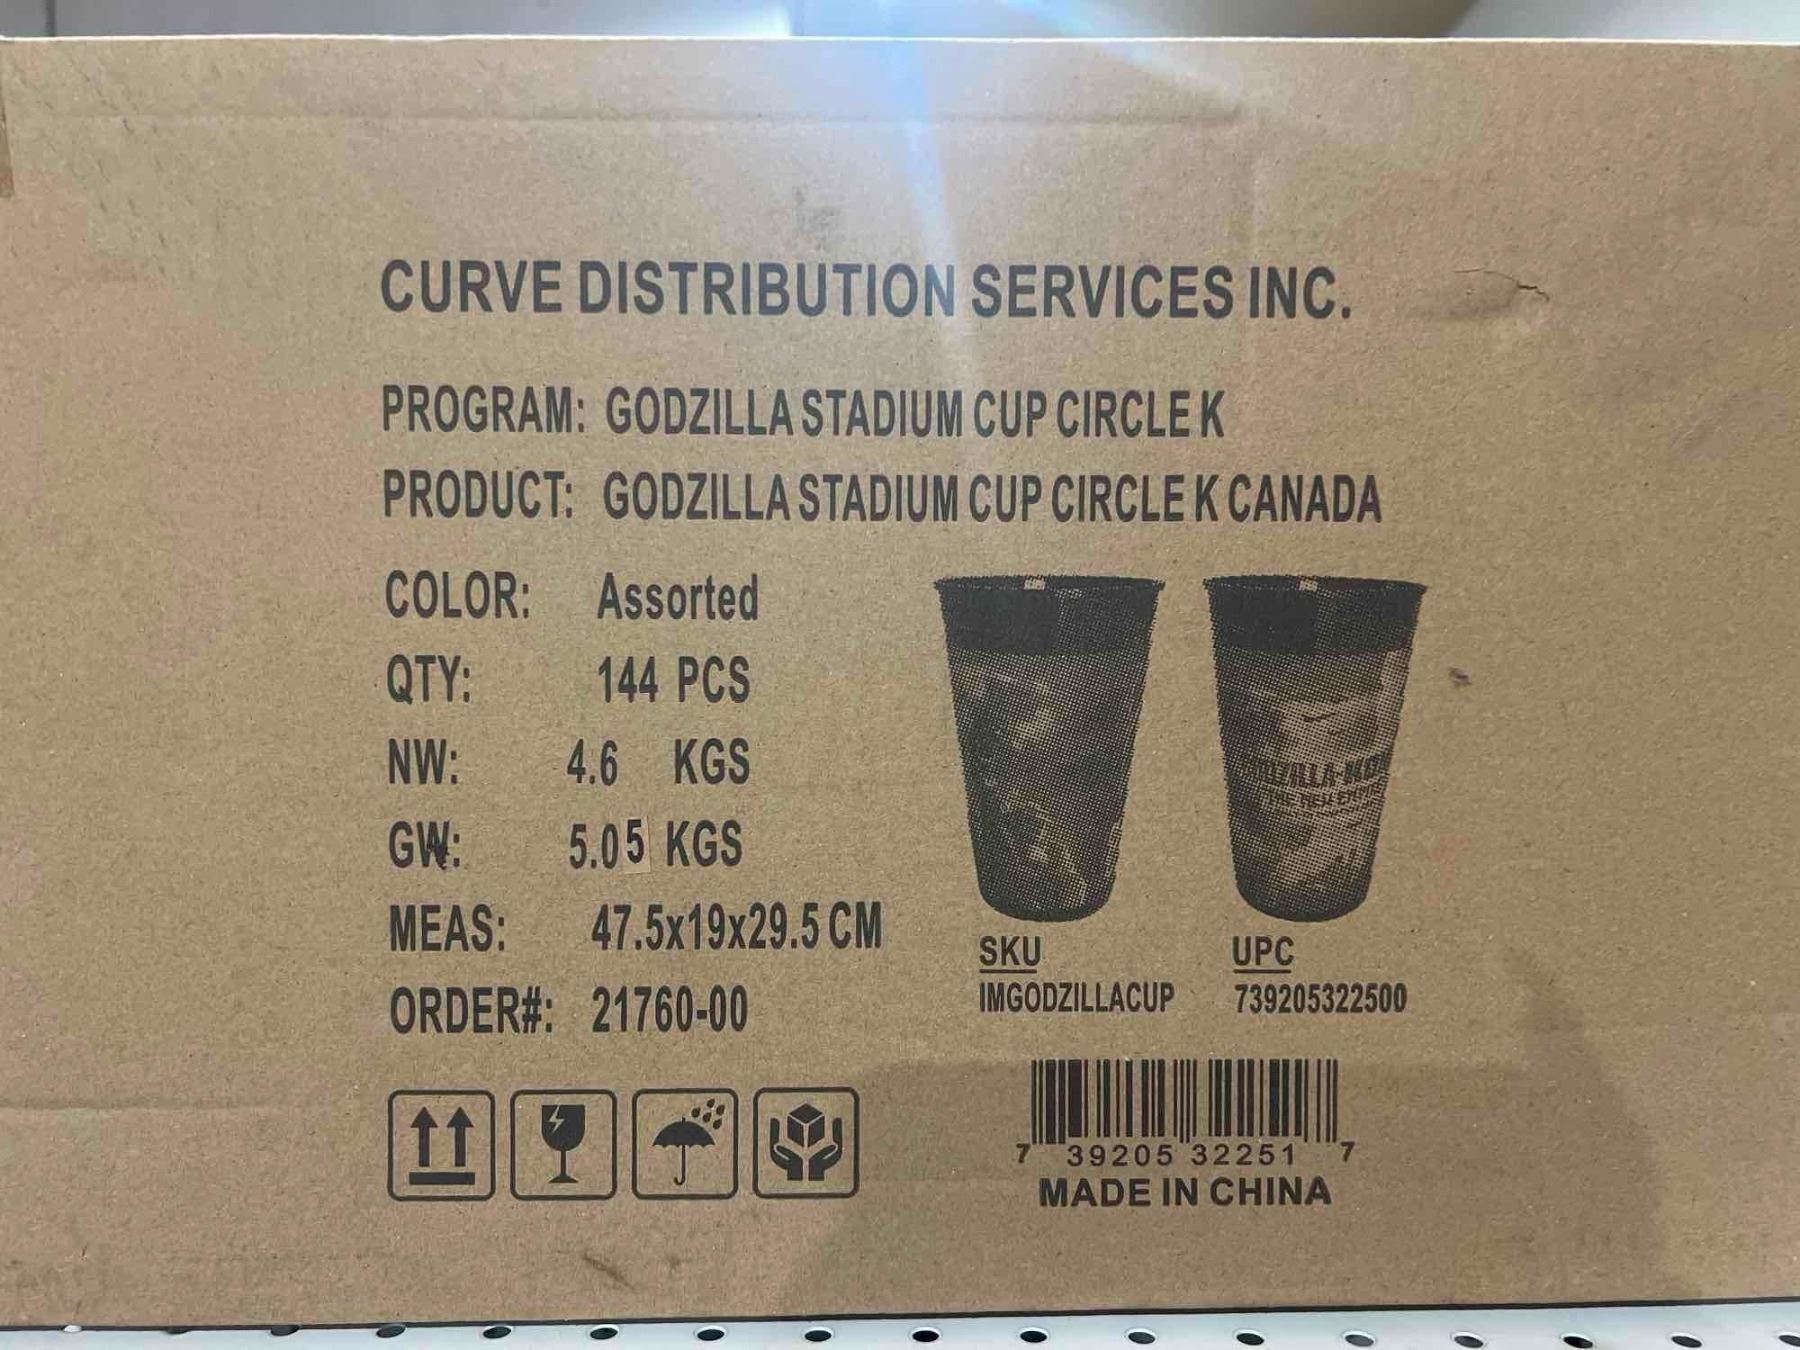 CURVE DISTRIBUTION SERVICES INC.
PROGRAM: GODZILLA STADIUM CUP CIRCLE K
PRODUCT: GODZILLA STADIUM CUP CIRCLE K CANADA
COLOR: Assorted
QTY: 144 PCS
NW: 4.6 KGS
GW: 5.05 KGS
MEAS: 47.5x19x29.5 CM
ORDER#: 21760-00
SKU
IMGODZILLACUP
UPC
739205322500
7 39205 32251 7
MADE IN CHINA